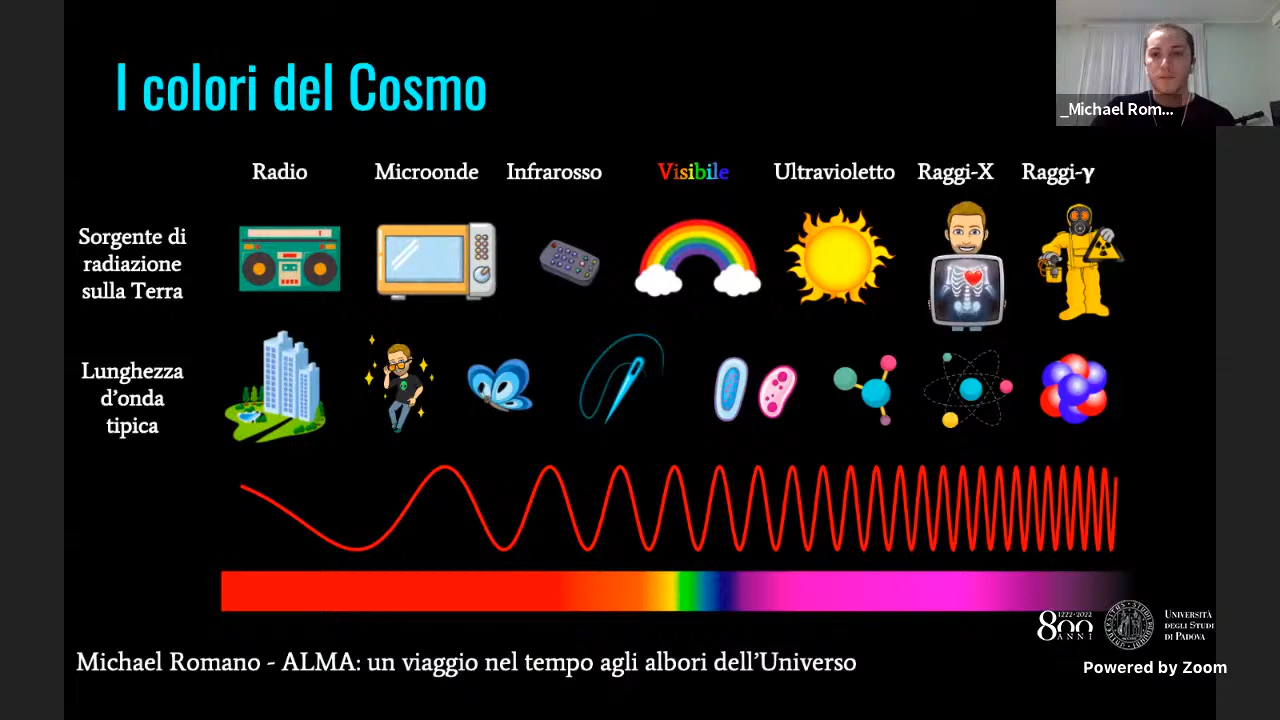 I colori del Cosmo
_Michael Rom...
Radio Microonde Infrarosso Visibile Ultravioletto Raggi-X Raggi-γ
Sorgente di
radiazione
sulla Terra
Lunghezza
d'onda
tipica
1222·2022
800
ANNI
UNIVERSITÀ
DEGLI STUDI
DI PADOVA
Michael Romano - ALMA: un viaggio nel tempo agli albori dell'Universo
Powered by Zoom